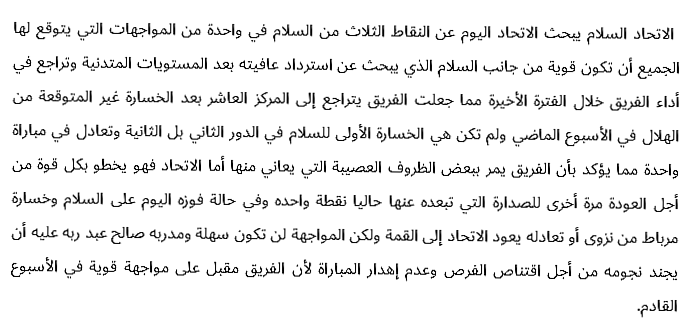 الاتحاد السلام يبحث الاتحاد اليوم عن النقاط الثلاث من السلام في واحدة من المواجهات التي يتوقع لها
الجميع أن تكون قوية من جانب السلام الذي يبحث عن استرداد عافيته بعد المستويات المتدنية وتراجع في
أداء الفريق خلال الفترة الأخيرة مما جعلت الفريق يتراجع إلى المركز العاشر بعد الخسارة غير المتوقعة من
الهلال في الأسبوع الماضي ولم تكن هي الخسارة الأولى للسلام في الدور الثاني بل الثانية وتعادل في مباراة
واحدة مما يؤكد بأن الفريق يمر ببعض الظروف العصيبة التي يعاني منها أما الاتحاد فهو يخطو بكل قوة من
أجل العودة مرة أخرى للصدارة التي تبعده عنها حاليا نقطة واحده وفي حالة فوزه اليوم على السلام وخسارة
مرباط من نزوى أو تعادله يعود الاتحاد إلى القمة ولكن المواجهة لن تكون سهلة ومدربه صالح عبد ربه عليه أن
يجند نجومه من أجل اقتناص الفرص وعدم إهدار المباراة لأن الفريق مقبل على مواجهة قوية في الأسبوع
القادم.